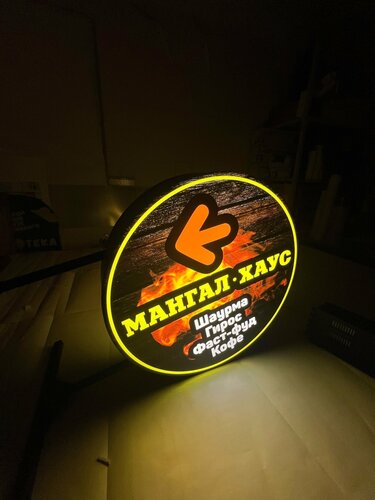 МАНГАЛ·ХАУС
Шаурма
Гирос
Фаст-фуд
Кофе